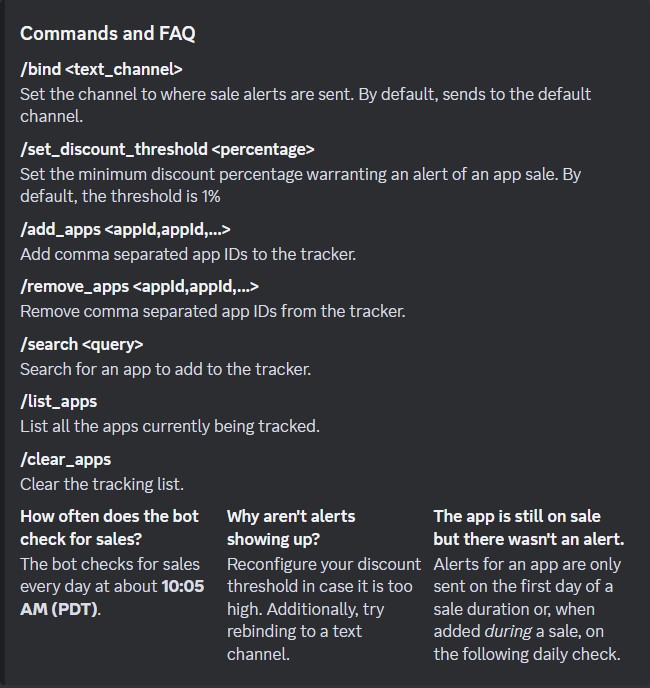 Commands and FAQ
/bind <text_channel>
Set the channel to where sale alerts are sent. By default, sends to the default
channel.
/set_discount_threshold <percentage>
Set the minimum discount percentage warranting an alert of an app sale. By
default, the threshold is 1%
/add_apps <appId,appId,...>
Add comma separated app IDs to the tracker.
/remove_apps <appId,appId,...>
Remove comma separated app IDs from the tracker.
/search <query>
Search for an app to add to the tracker.
/list_apps
List all the apps currently being tracked.
/clear_apps
Clear the tracking list.
How often does the bot
check for sales?
The bot checks for sales
every day at about 10:05
AM (PDT).
Why aren't alerts
showing up?
Reconfigure your discount
threshold in case it is too
high. Additionally, try
rebinding to a text
channel.
The app is still on sale
but there wasn't an alert.
Alerts for an app are only
sent on the first day of a
sale duration or, when
added during a sale, on
the following daily check.